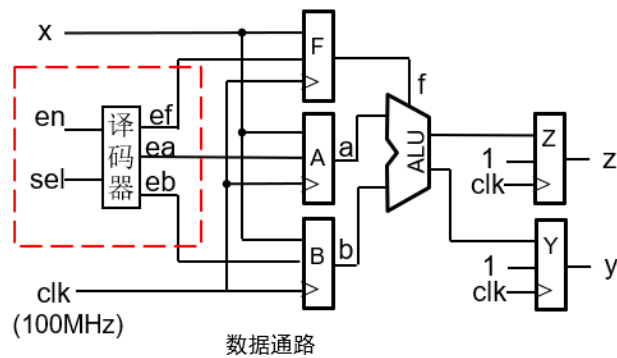 x
F
f
en
译码器
ef
ea
eb
sel
A
a
ALU
B
b
Z
1
clk
z
Y
1
clk
y
clk
(100MHz)
数据通路